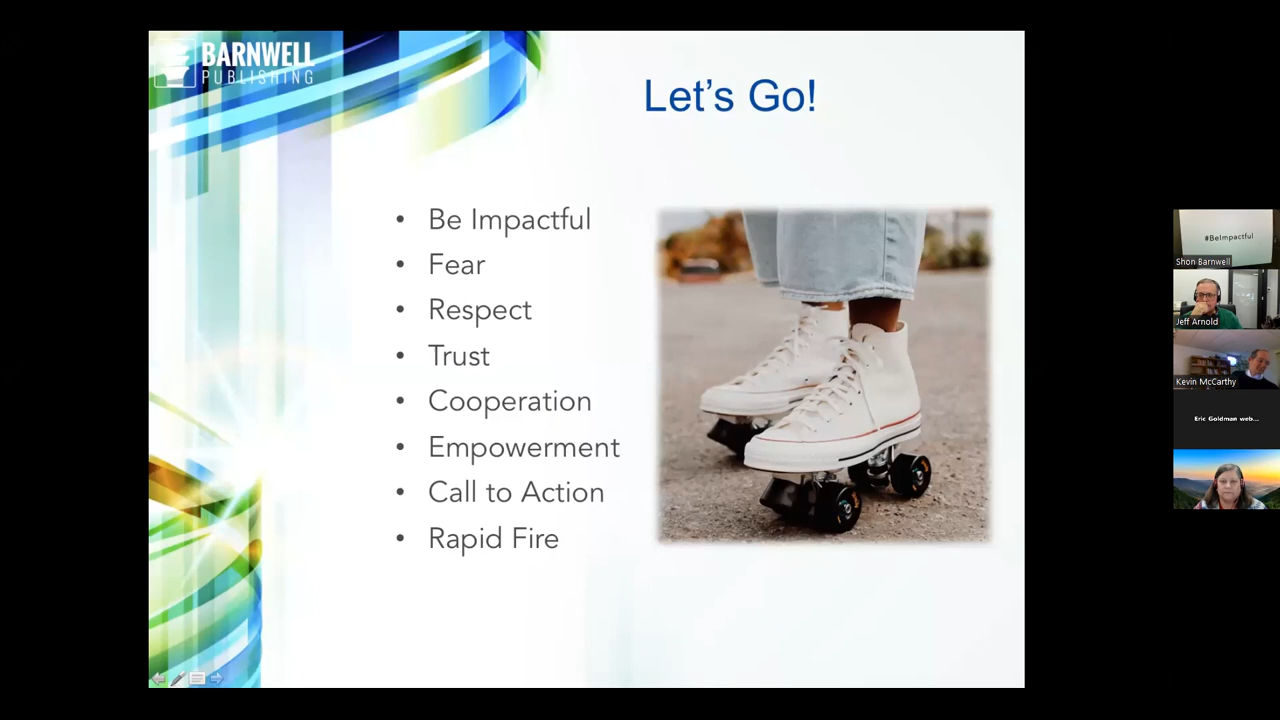 BARNWELL
PUBLISHING
Let's Go!
• Be Impactful
• Fear
• Respect
• Trust
• Cooperation
• Empowerment
• Call to Action
• Rapid Fire
#BeImpactful
Shon Barnwell
Jeff Arnold
Kevin McCarthy
Eric Goldman web...